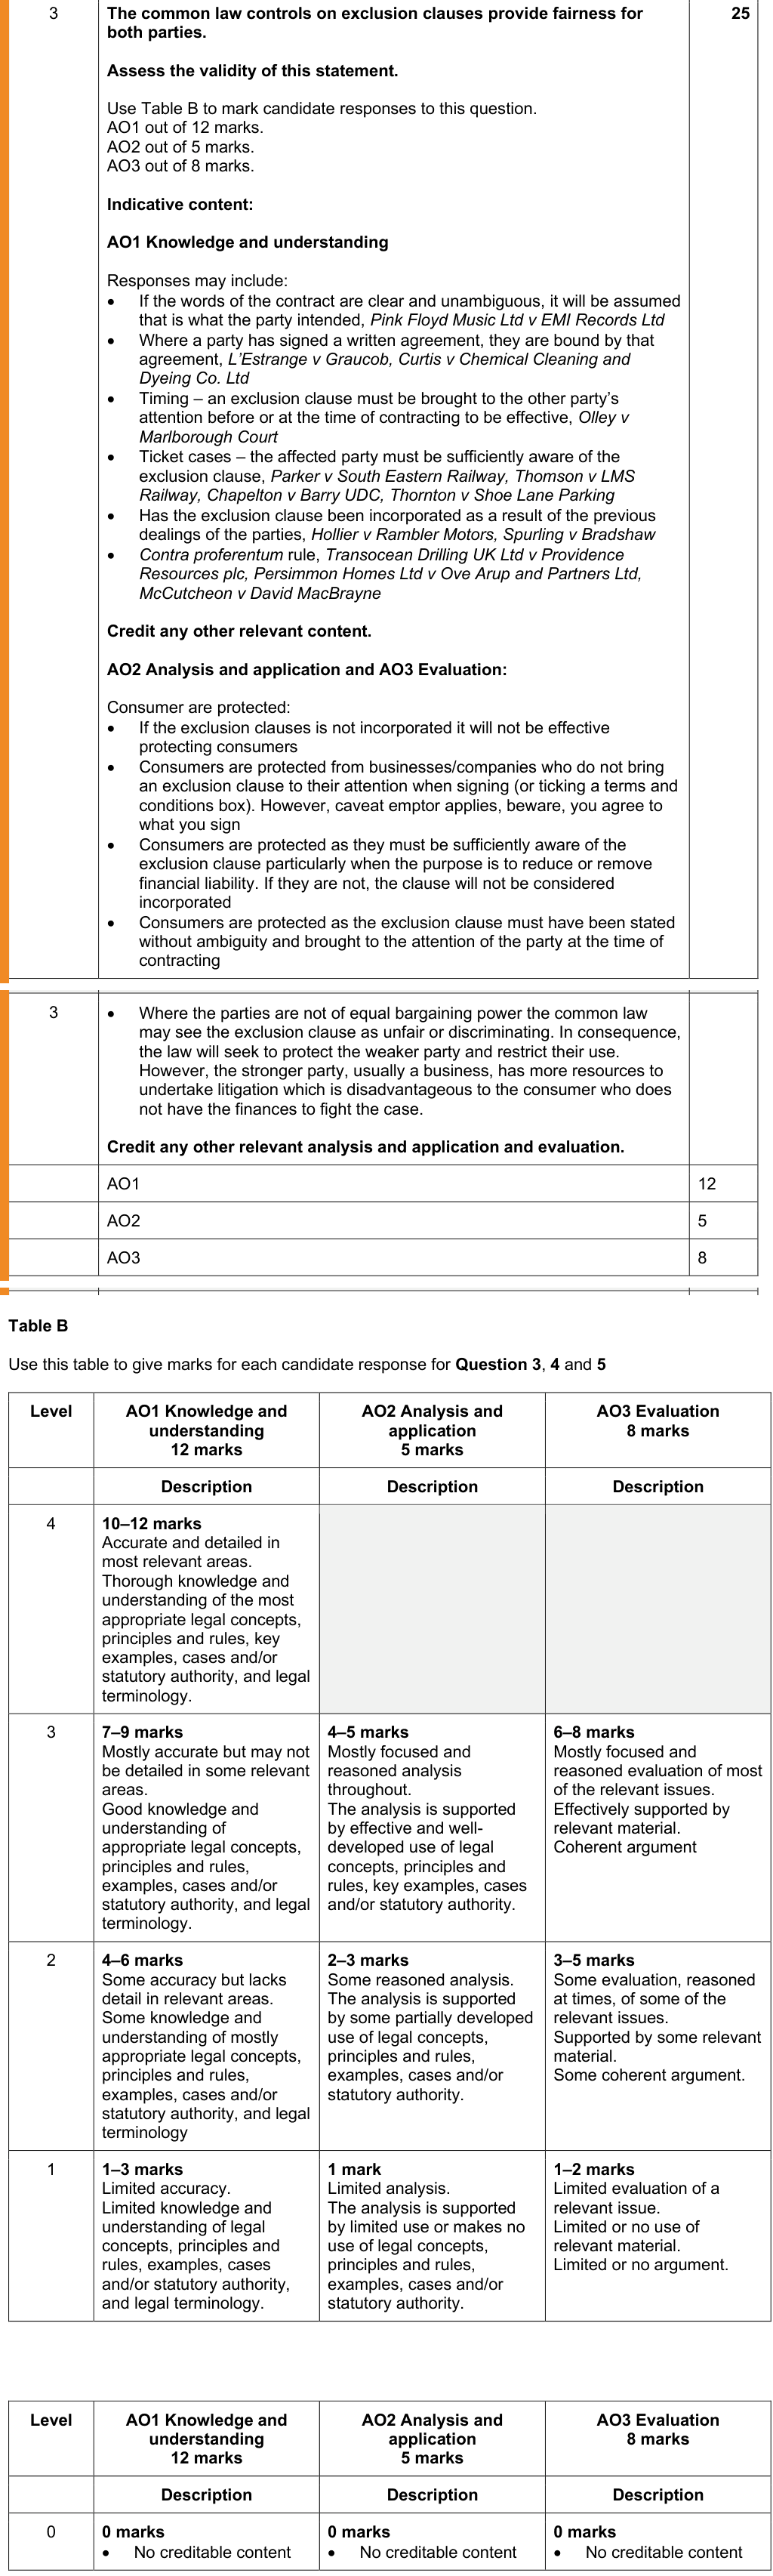 3
The common law controls on exclusion clauses provide fairness for
both parties.
25
Assess the validity of this statement.
Use Table B to mark candidate responses to this question.
AO1 out of 12 marks.
AO2 out of 5 marks.
AO3 out of 8 marks.
Indicative content:
AO1 Knowledge and understanding
Responses may include:
• If the words of the contract are clear and unambiguous, it will be assumed
that is what the party intended, Pink Floyd Music Ltd v EMI Records Ltd
• Where a party has signed a written agreement, they are bound by that
agreement, L'Estrange v Graucob, Curtis v Chemical Cleaning and
Dyeing Co. Ltd
• Timing – an exclusion clause must be brought to the other party's
attention before or at the time of contracting to be effective, Olley v
Marlborough Court
• Ticket cases – the affected party must be sufficiently aware of the
exclusion clause, Parker v South Eastern Railway, Thomson v LMS
Railway, Chapelton v Barry UDC, Thornton v Shoe Lane Parking
• Has the exclusion clause been incorporated as a result of the previous
dealings of the parties, Hollier v Rambler Motors, Spurling v Bradshaw
• Contra proferentum rule, Transocean Drilling UK Ltd v Providence
Resources plc, Persimmon Homes Ltd v Ove Arup and Partners Ltd,
McCutcheon v David MacBrayne
Credit any other relevant content.
AO2 Analysis and application and AO3 Evaluation:
Consumer are protected:
• If the exclusion clauses is not incorporated it will not be effective
protecting consumers
• Consumers are protected from businesses/companies who do not bring
an exclusion clause to their attention when signing (or ticking a terms and
conditions box). However, caveat emptor applies, beware, you agree to
what you sign
• Consumers are protected as they must be sufficiently aware of the
exclusion clause particularly when the purpose is to reduce or remove
financial liability. If they are not, the clause will not be considered
incorporated
• Consumers are protected as the exclusion clause must have been stated
without ambiguity and brought to the attention of the party at the time of
contracting
3
• Where the parties are not of equal bargaining power the common law
may see the exclusion clause as unfair or discriminating. In consequence,
the law will seek to protect the weaker party and restrict their use.
However, the stronger party, usually a business, has more resources to
undertake litigation which is disadvantageous to the consumer who does
not have the finances to fight the case.
Credit any other relevant analysis and application and evaluation.
AO1 12
AO2 5
AO3 8
Table B
Use this table to give marks for each candidate response for Question 3, 4 and 5
Level
AO1 Knowledge and
understanding
12 marks
AO2 Analysis and
application
5 marks
AO3 Evaluation
8 marks
Description
Description
Description
4
10–12 marks
Accurate and detailed in
most relevant areas.
Thorough knowledge and
understanding of the most
appropriate legal concepts,
principles and rules, key
examples, cases and/or
statutory authority, and legal
terminology.
3
7–9 marks
Mostly accurate but may not
be detailed in some relevant
areas.
Good knowledge and
understanding of
appropriate legal concepts,
principles and rules,
examples, cases and/or
statutory authority, and legal
terminology.
4–5 marks
Mostly focused and
reasoned analysis
throughout.
The analysis is supported
by effective and well-
developed use of legal
concepts, principles and
rules, key examples, cases
and/or statutory authority.
6–8 marks
Mostly focused and
reasoned evaluation of most
of the relevant issues.
Effectively supported by
relevant material.
Coherent argument
2
4–6 marks
Some accuracy but lacks
detail in relevant areas.
Some knowledge and
understanding of mostly
appropriate legal concepts,
principles and rules,
examples, cases and/or
statutory authority, and legal
terminology
2–3 marks
Some reasoned analysis.
The analysis is supported
by some partially developed
use of legal concepts,
principles and rules,
examples, cases and/or
statutory authority.
3–5 marks
Some evaluation, reasoned
at times, of some of the
relevant issues.
Supported by some relevant
material.
Some coherent argument.
1
1–3 marks
Limited accuracy.
Limited knowledge and
understanding of legal
concepts, principles and
rules, examples, cases
and/or statutory authority,
and legal terminology.
1 mark
Limited analysis.
The analysis is supported
by limited use or makes no
use of legal concepts,
principles and rules,
examples, cases and/or
statutory authority.
1–2 marks
Limited evaluation of a
relevant issue.
Limited or no use of
relevant material.
Limited or no argument.
Level
AO1 Knowledge and
understanding
12 marks
AO2 Analysis and
application
5 marks
AO3 Evaluation
8 marks
Description
Description
Description
0
0 marks
• No creditable content
0 marks
• No creditable content
0 marks
• No creditable content